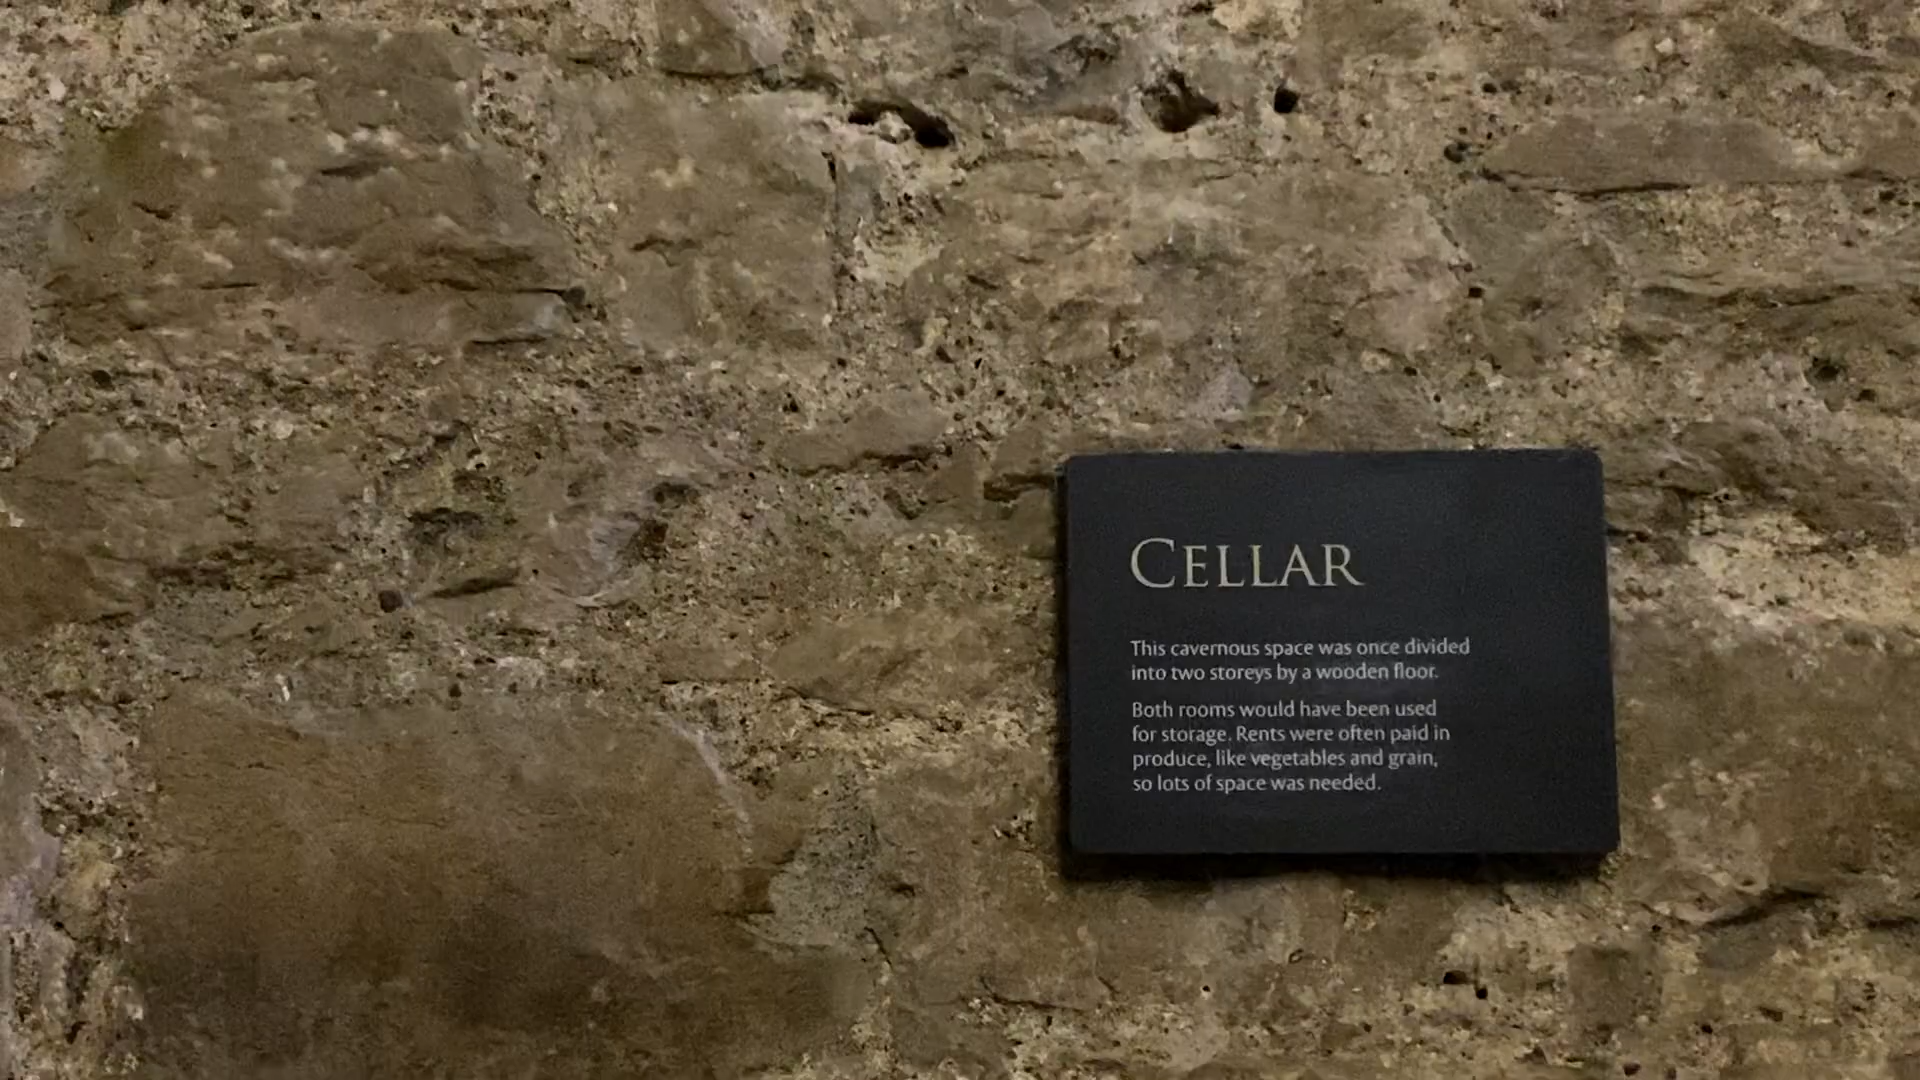 CELLAR
This cavernous space was once divided
into two storeys by a wooden floor.
Both rooms would have been used
for storage. Rents were often paid in
produce, like vegetables and grain,
so lots of space was needed.